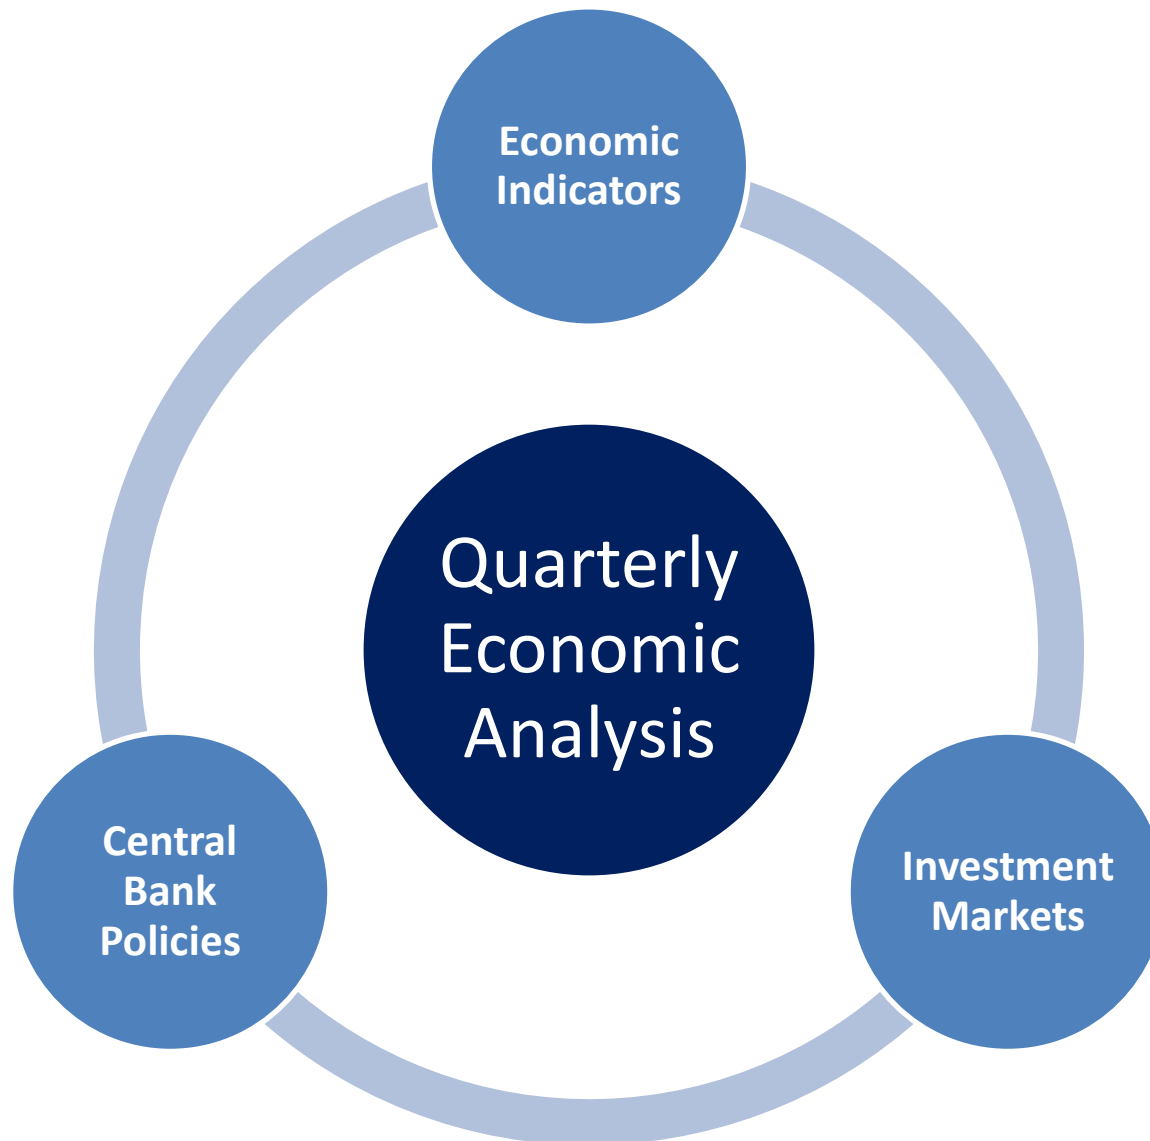 Economic
Indicators
Quarterly
Economic
Analysis
Central
Bank
Policies
Investment
Markets